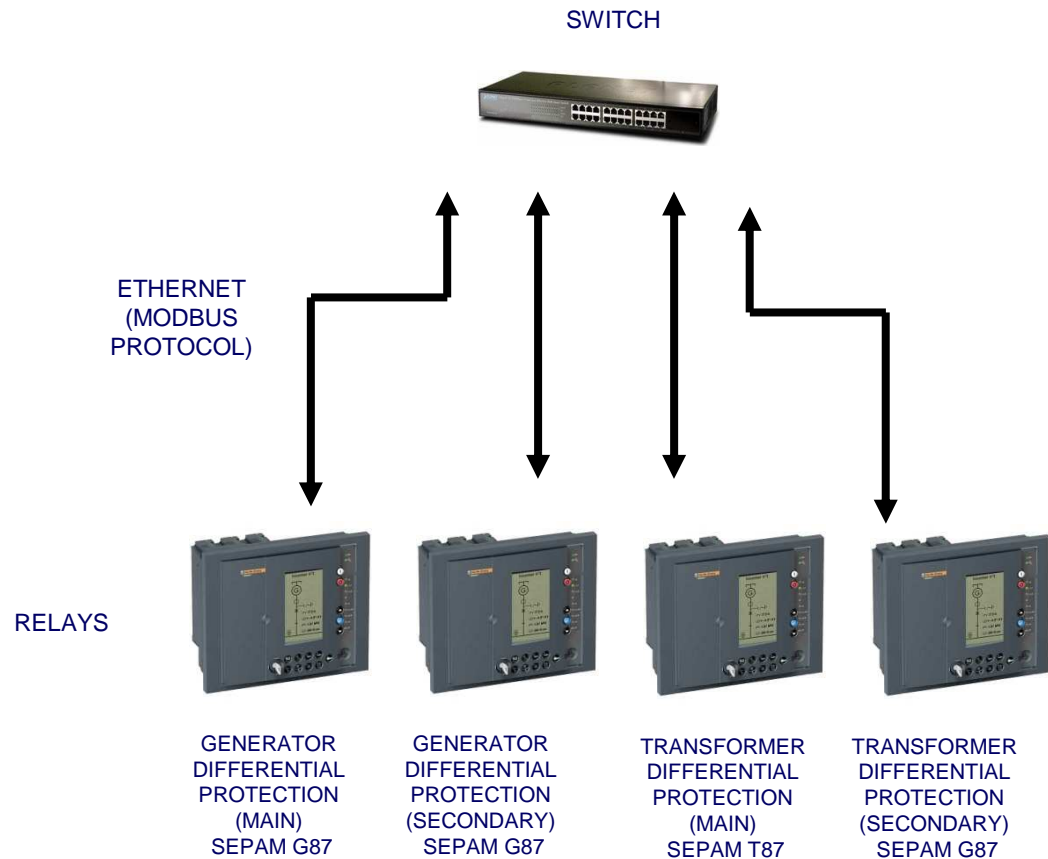 SWITCH
ETHERNET
(MODBUS
PROTOCOL)
RELAYS
GENERATOR
DIFFERENTIAL
PROTECTION
(MAIN)
SEPAM G87
GENERATOR
DIFFERENTIAL
PROTECTION
(SECONDARY)
SEPAM G87
TRANSFORMER
DIFFERENTIAL
PROTECTION
(MAIN)
SEPAM T87
TRANSFORMER
DIFFERENTIAL
PROTECTION
(SECONDARY)
SEPAM G87